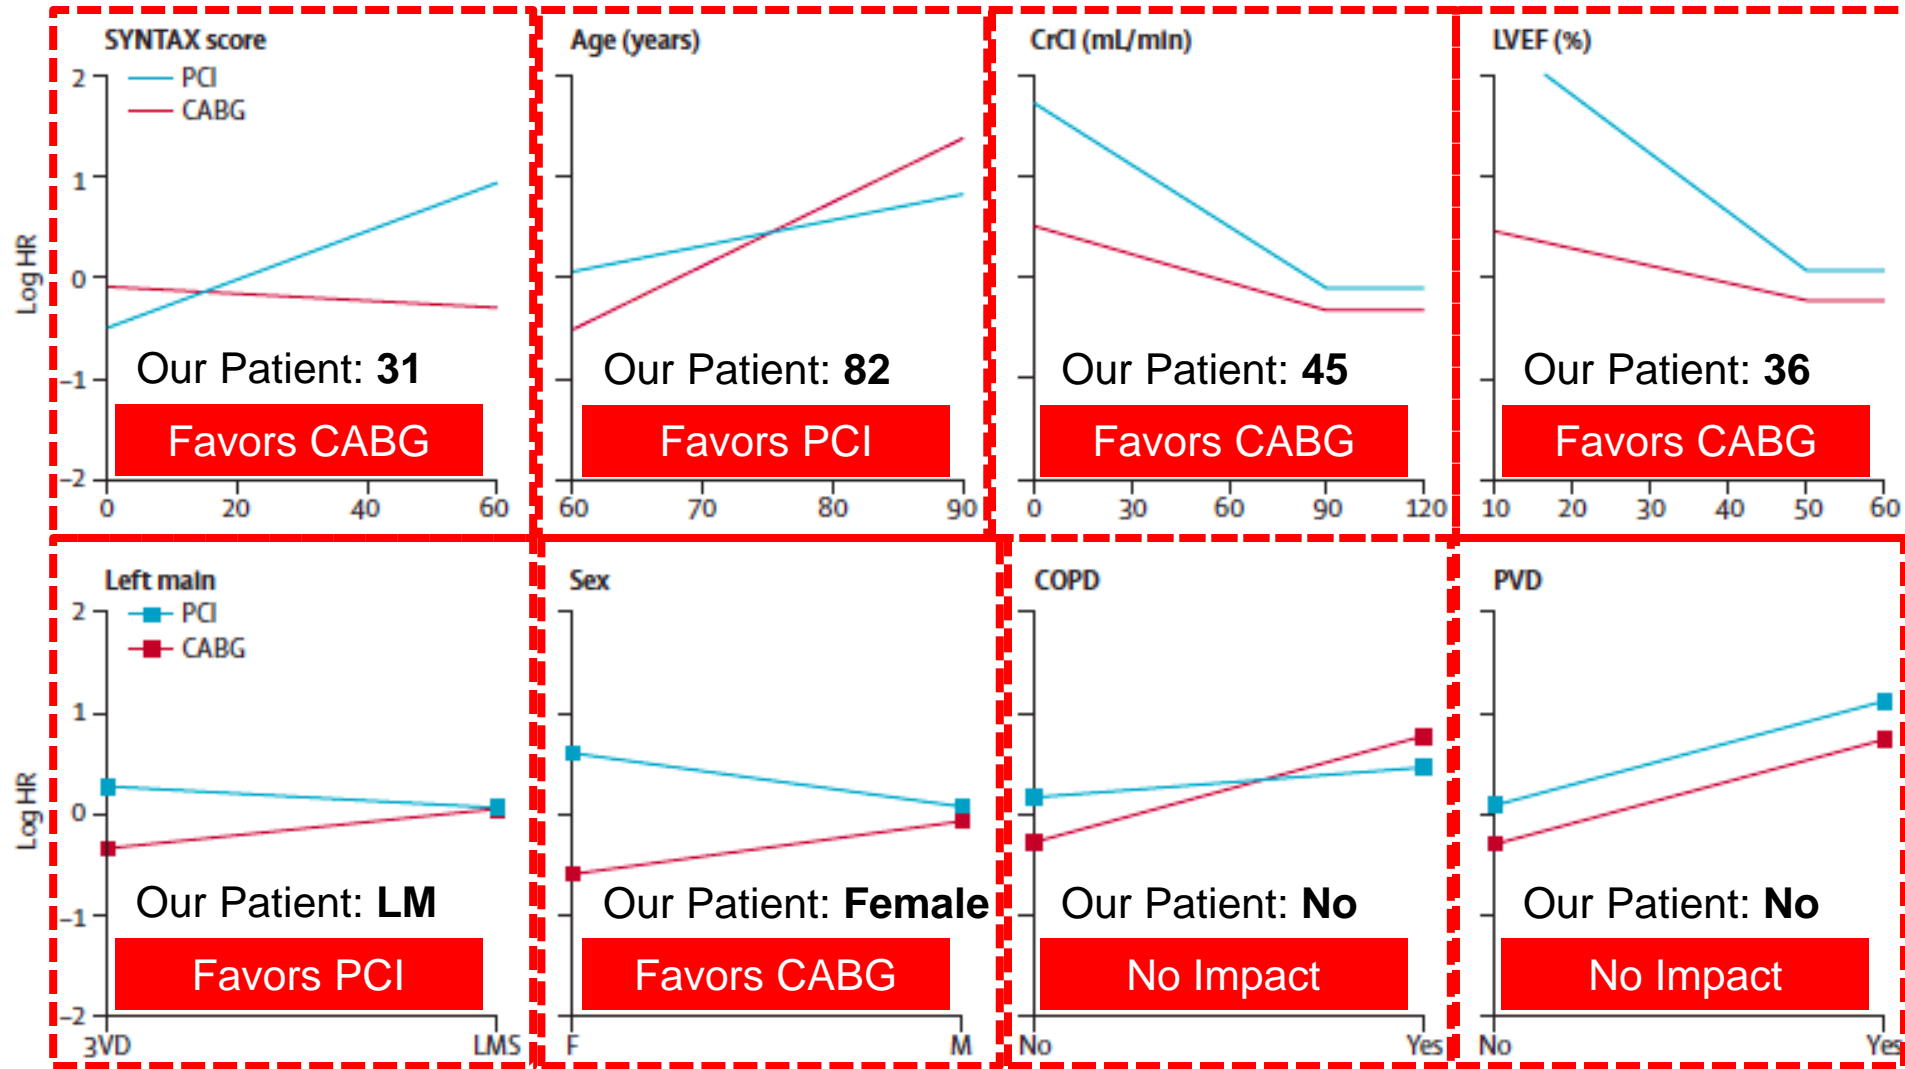 SYNTAX score
PCI
CABG
2
1
0
–1
–2
Log HR
0 20 40 60
Our Patient: 31
Favors CABG
Age (years)
60 70 80 90
Our Patient: 82
Favors PCI
CrCl (mL/min)
0 30 60 90 120
Our Patient: 45
Favors CABG
LVEF (%)
10 20 30 40 50 60
Our Patient: 36
Favors CABG
Left main
PCI
CABG
2
1
0
–1
–2
Log HR
3VD LMS
Our Patient: LM
Favors PCI
Sex
F M
Our Patient: Female
Favors CABG
COPD
No Yes
Our Patient: No
No Impact
PVD
No Yes
Our Patient: No
No Impact